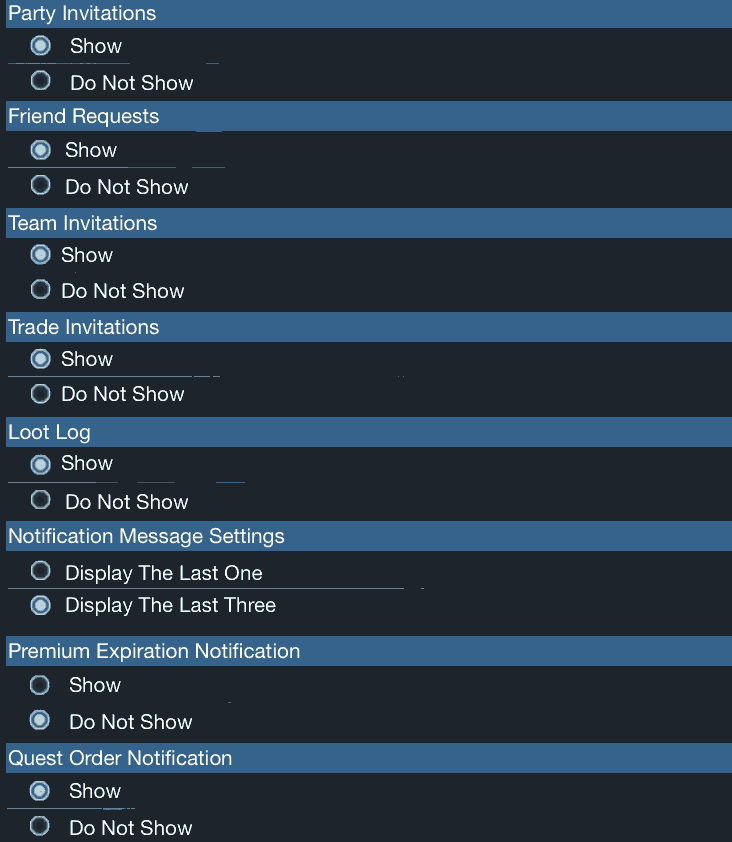 Party Invitations
Show
Do Not Show
Friend Requests
Show
Do Not Show
Team Invitations
Show
Do Not Show
Trade Invitations
Show
Do Not Show
Loot Log
Show
Do Not Show
Notification Message Settings
Display The Last One
Display The Last Three
Premium Expiration Notification
Show
Do Not Show
Quest Order Notification
Show
Do Not Show